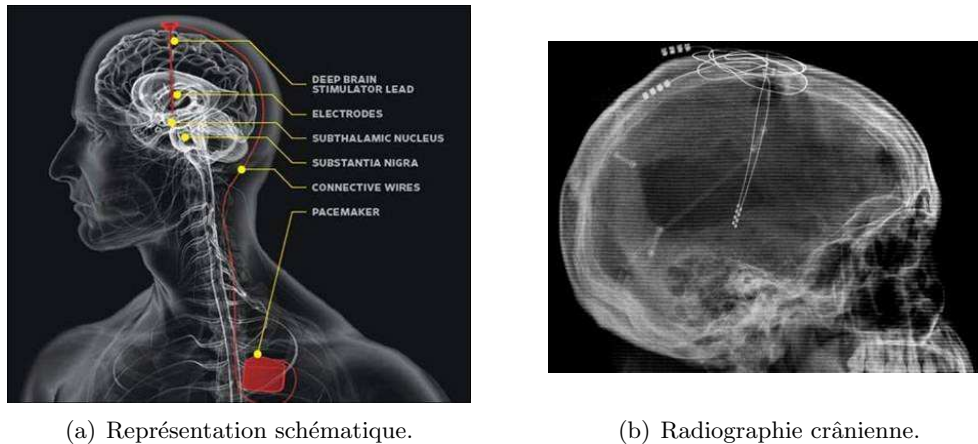 DEEP BRAIN
STIMULATOR LEAD
ELECTRODES
SUBTHALAMIC NUCLEUS
SUBSTANTIA NIGRA
CONNECTIVE WIRES
PACEMAKER
(a) Représentation schématique.
(b) Radiographie crânienne.